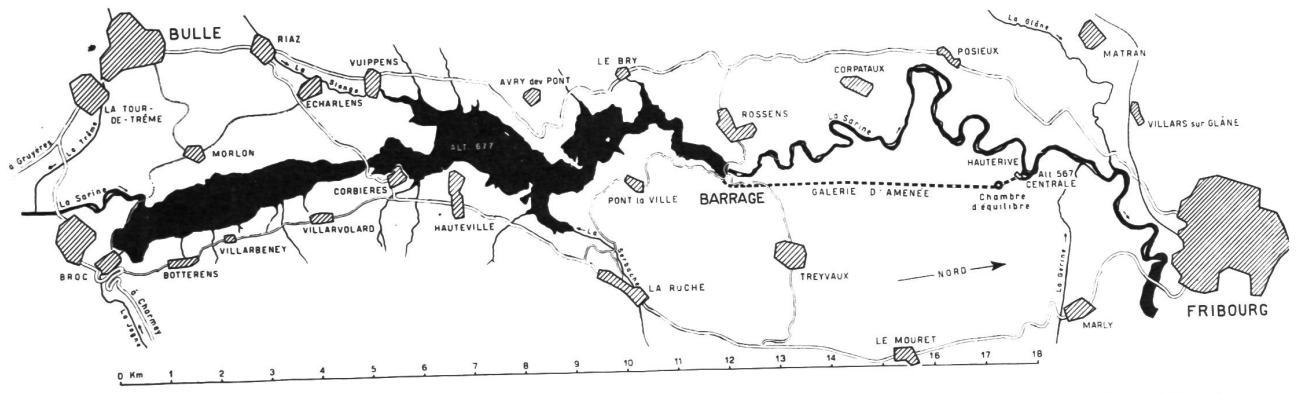 BULLE
RIAZ
La Sionge
VUIPPENS
ECHARLENS
LA TOUR-
DE-TRÊME
La Trême
à Gruyères
MORLON
La Sarine
BROC
BOTTERENS
VILLARBENEY
VILLARVOLARD
CORBIERES
HAUTEVILLE
ALT. 677
AVRY dev PONT
LE BRY
PONT la VILLE
La Serbache
LA RUCHE
à Charmey
La Jogne
ROSSENS
BARRAGE
TREYVAUX
CORPATAUX
POSIEUX
La Sarine
GALERIE D'AMENÉE
HAUTERIVE
Alt 567
CENTRALE
Chambre
d'équilibre
NORD
La Glâne
MATRAN
VILLARS sur GLÂNE
FRIBOURG
La Gérine
MARLY
LE MOURET
0 Km 1 2 3 4 5 6 7 8 9 10 11 12 13 14 15 16 17 18